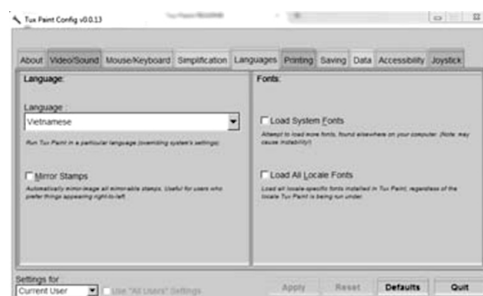 Tux Paint Config v0.0.13
About Video/Sound Mouse/Keyboard Simplification Languages Printing Saving Data Accessibility Joystick
Language:
Language :
Vietnamese
Run Tux Paint in a particular language (overriding system's settings).
Mirror Stamps
Automatically mirror-image all mirror-able stamps. Useful for users who
prefer things appearing right-to-left.
Fonts:
Load System Fonts
Attempt to load more fonts, found elsewhere on your computer. (Note: may
cause instability!)
Load All Locale Fonts
Load all locale-specific fonts installed in Tux Paint, regardless of the
locale Tux Paint is being run under.
Settings for :
Current User
Use "All Users" Settings
Apply Reset Defaults Quit